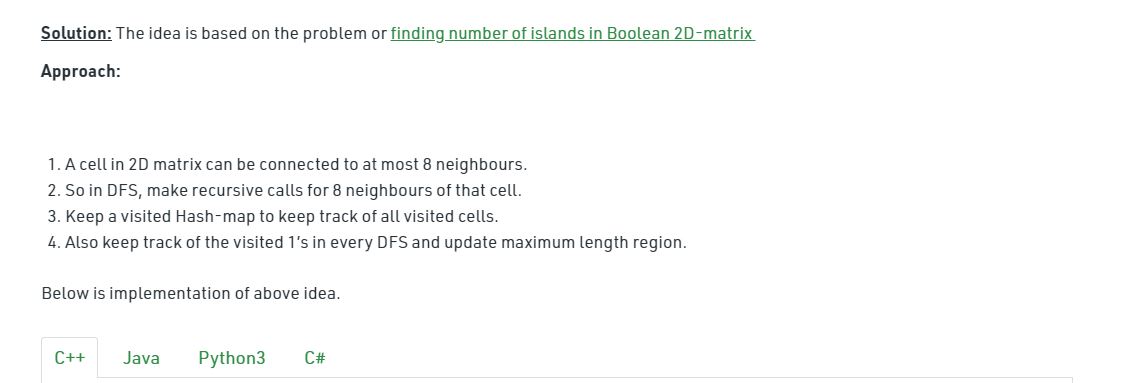 Solution: The idea is based on the problem or finding number of islands in Boolean 2D-matrix
Approach:
1. A cell in 2D matrix can be connected to at most 8 neighbours.
2. So in DFS, make recursive calls for 8 neighbours of that cell.
3. Keep a visited Hash-map to keep track of all visited cells.
4. Also keep track of the visited 1's in every DFS and update maximum length region.
Below is implementation of above idea.
C++ Java Python3 C#